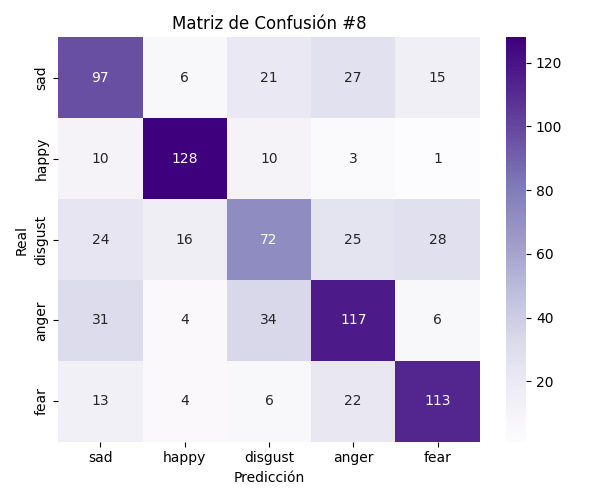 Matriz de Confusión #8
Real
sad 97 6 21 27 15
happy 10 128 10 3 1
disgust 24 16 72 25 28
anger 31 4 34 117 6
fear 13 4 6 22 113
sad happy disgust anger fear
Predicción
120
100
80
60
40
20